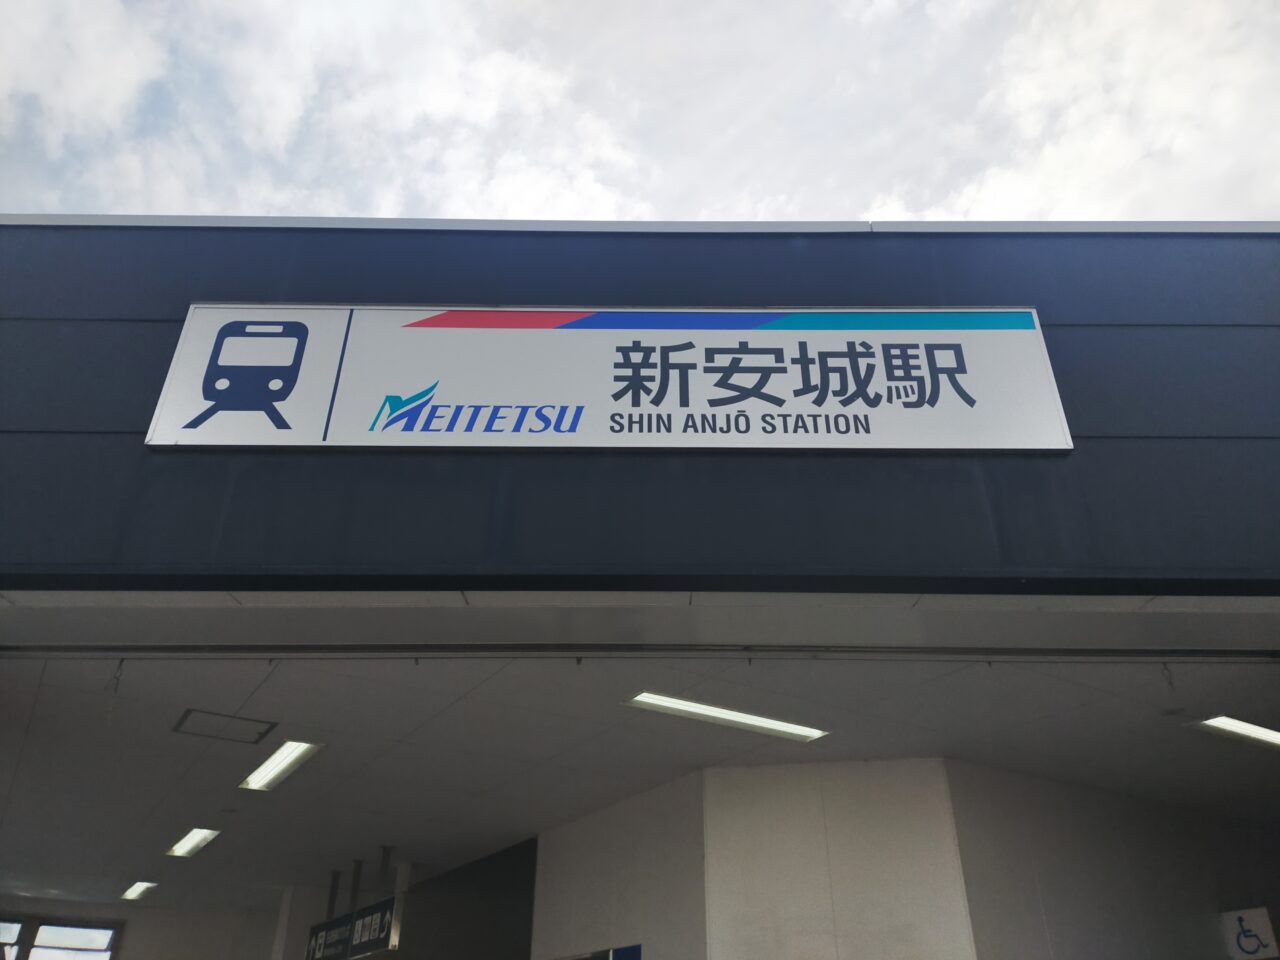 MEITETSU
新安城駅
SHIN ANJŌ STATION